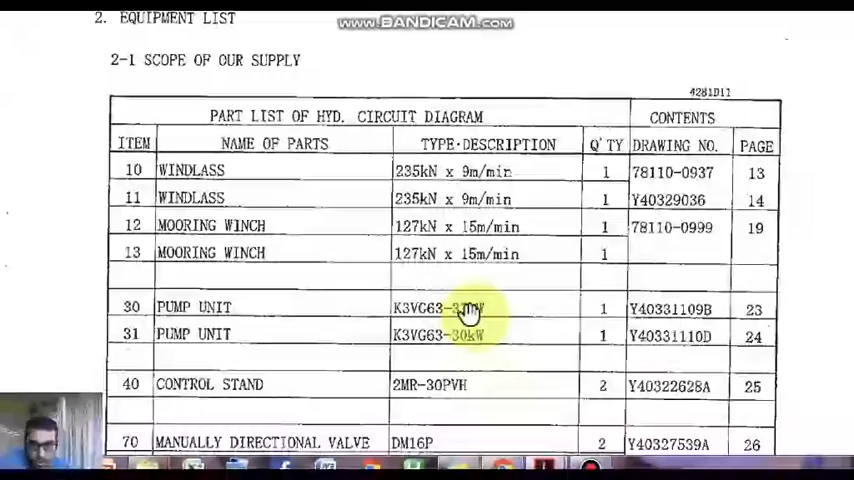 www.BANDICAM.com
2. EQUIPMENT LIST
2-1 SCOPE OF OUR SUPPLY
4281D11
PART LIST OF HYD. CIRCUIT DIAGRAM CONTENTS
ITEM NAME OF PARTS TYPE·DESCRIPTION Q'TY DRAWING NO. PAGE
10 WINDLASS 235kN x 9m/min 1 78110-0937 13
11 WINDLASS 235kN x 9m/min 1 Y40329036 14
12 MOORING WINCH 127kN x 15m/min 1 78110-0999 19
13 MOORING WINCH 127kN x 15m/min 1
30 PUMP UNIT 1 Y40331109B 23
31 PUMP UNIT K3VG63-30kW 1 Y40331110D 24
40 CONTROL STAND 2MR-30PVH 2 Y40322628A 25
70 MANUALLY DIRECTIONAL VALVE DM16P 2 Y40327539A 26